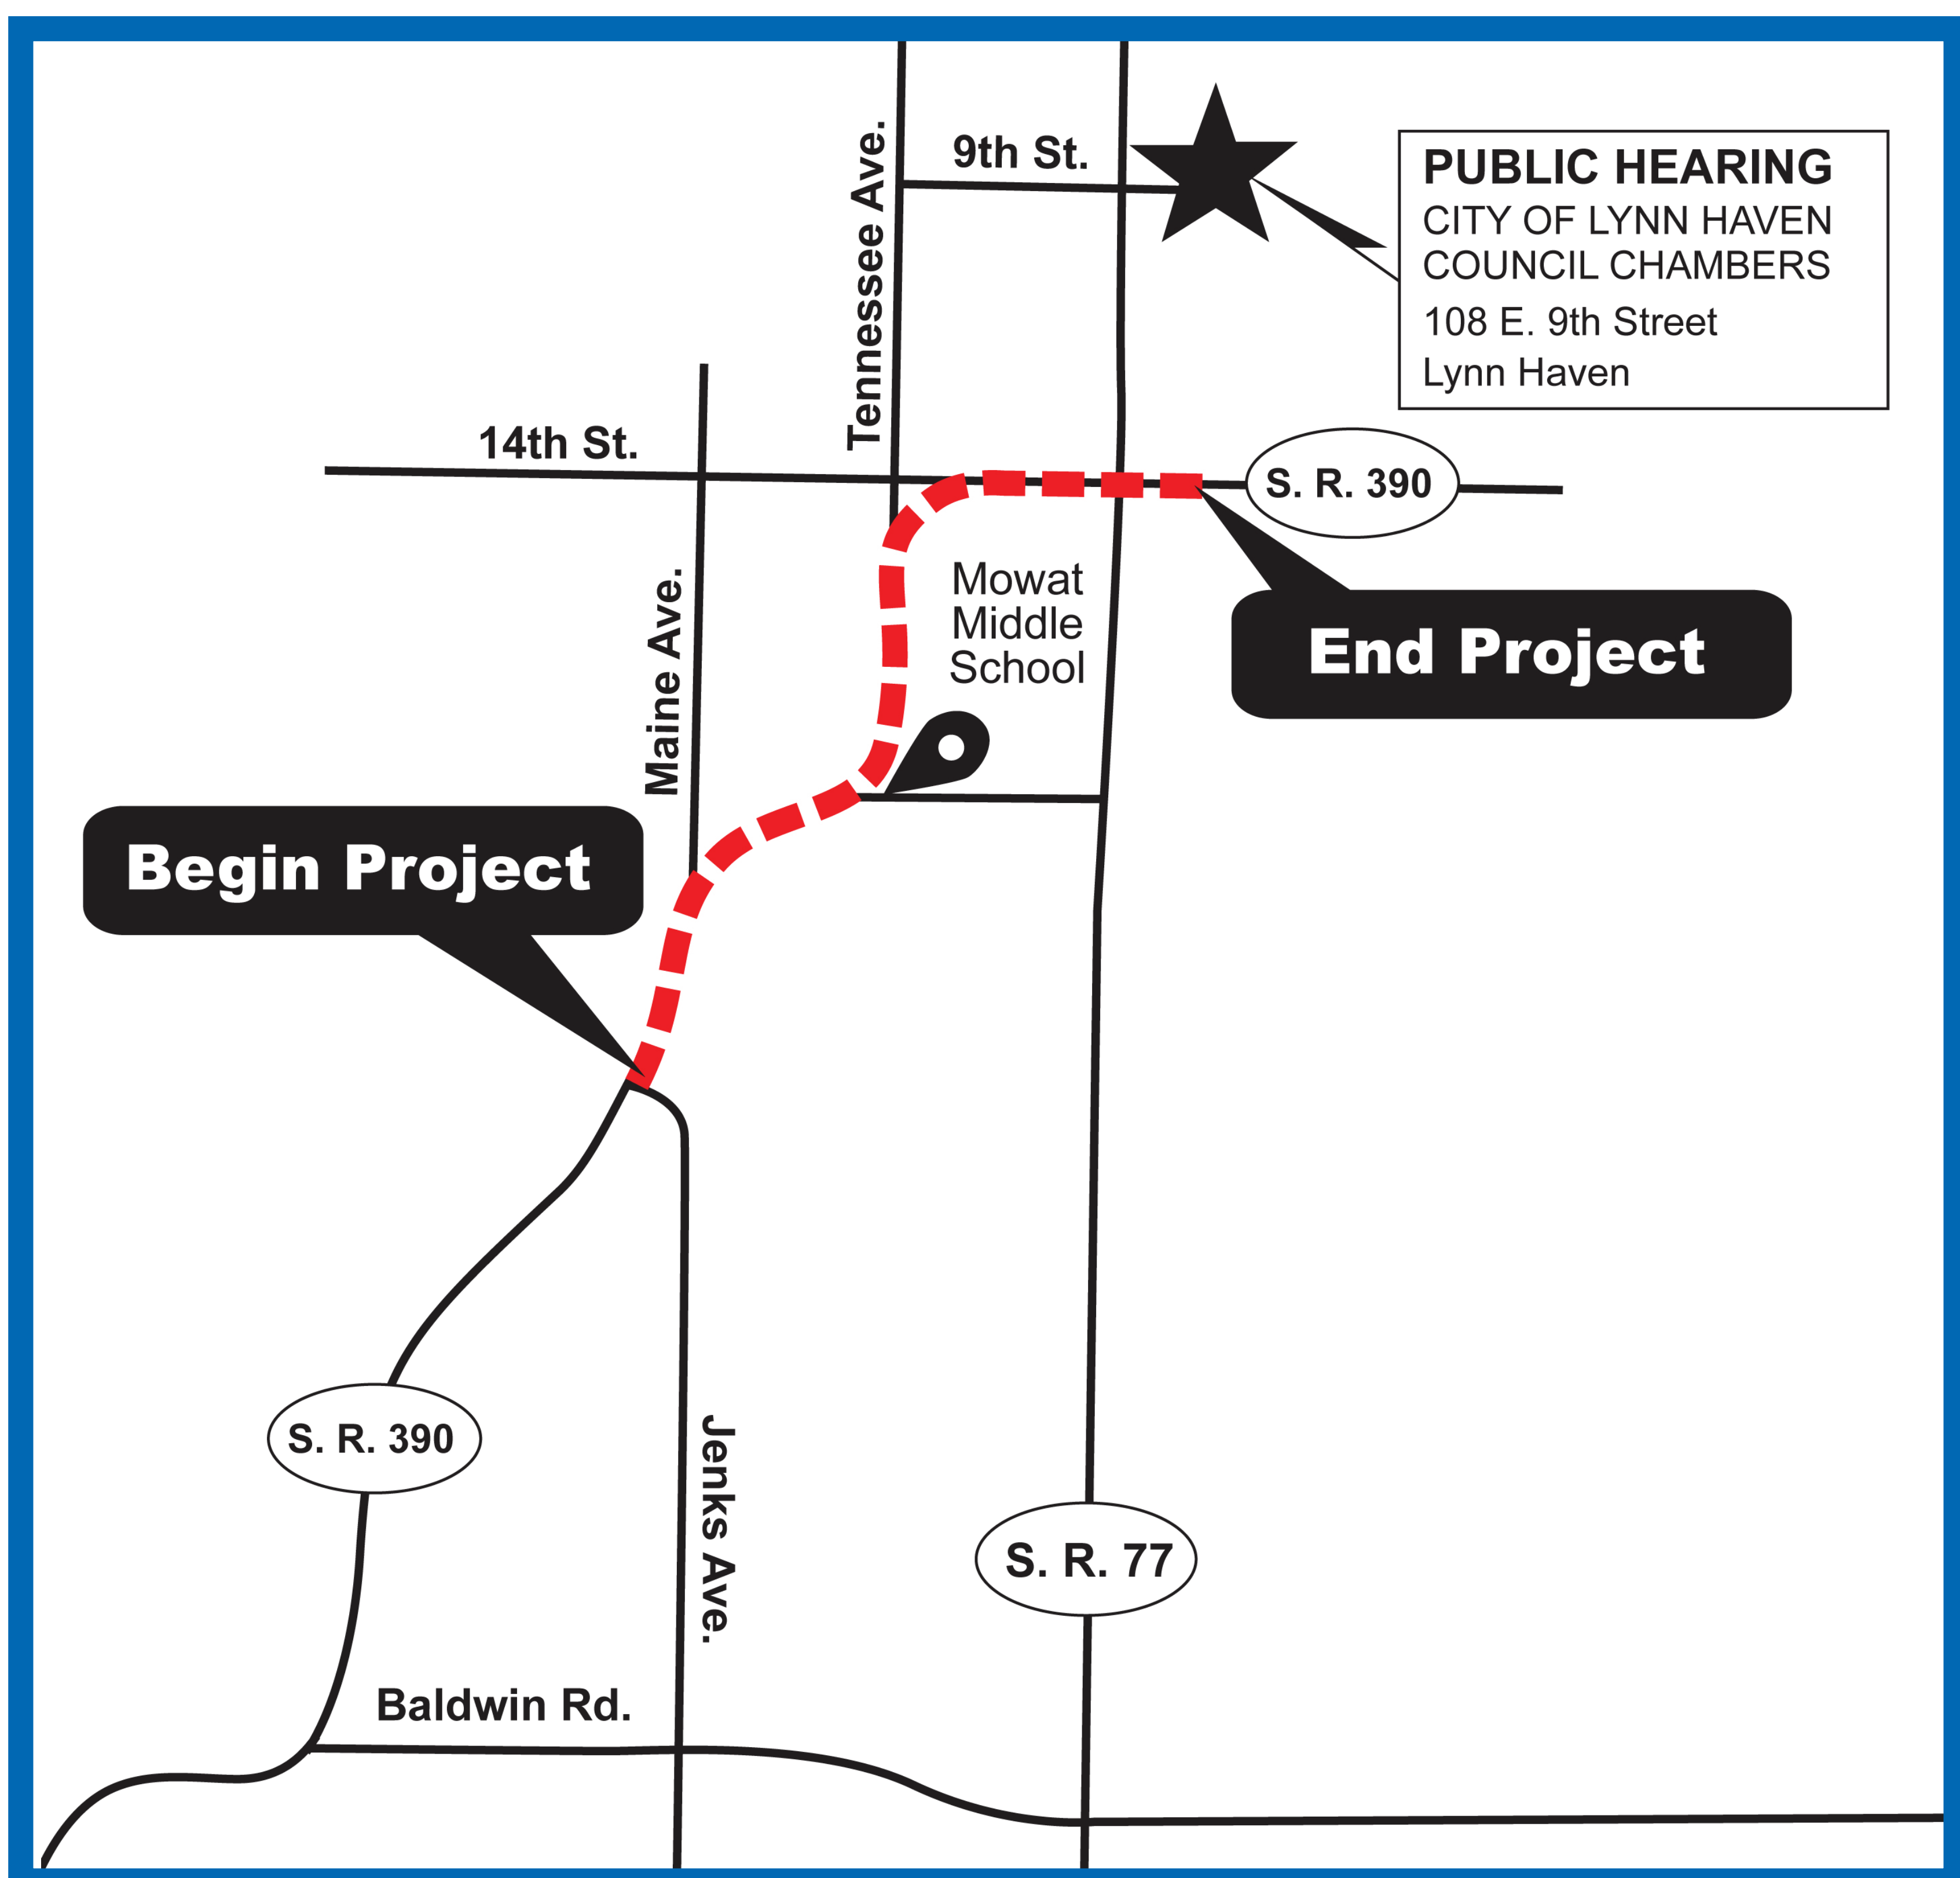 9th St.
Tennessee Ave.
PUBLIC HEARING
CITY OF LYNN HAVEN
COUNCIL CHAMBERS
108 E. 9th Street
Lynn Haven
14th St.
S. R. 390
Maine Ave.
Mowat
Middle
School
End Project
Begin Project
S. R. 390
Jenks Ave.
S. R. 77
Baldwin Rd.